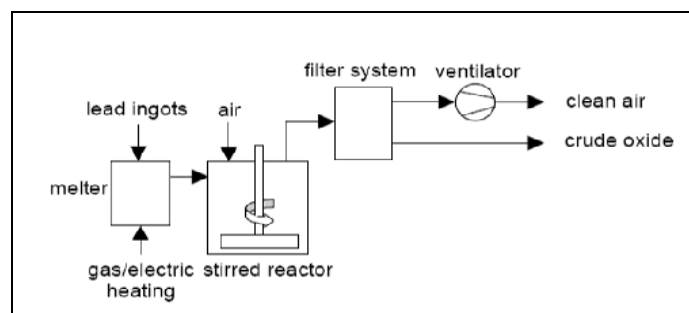 filter system
ventilator
lead ingots
air
clean air
crude oxide
melter
gas/electric
heating
stirred reactor